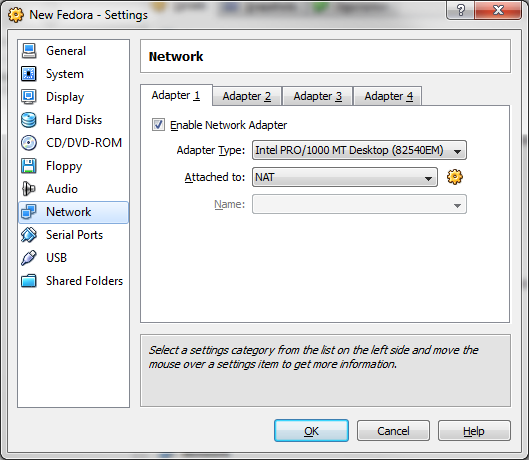 New Fedora - Settings
General
System
Display
Hard Disks
CD/DVD-ROM
Floppy
Audio
Network
Serial Ports
USB
Shared Folders
Network
Adapter 1 Adapter 2 Adapter 3 Adapter 4
Enable Network Adapter
Adapter Type: Intel PRO/1000 MT Desktop (82540EM)
Attached to: NAT
Name:
Select a settings category from the list on the left side and move the
mouse over a settings item to get more information.
OK Cancel Help